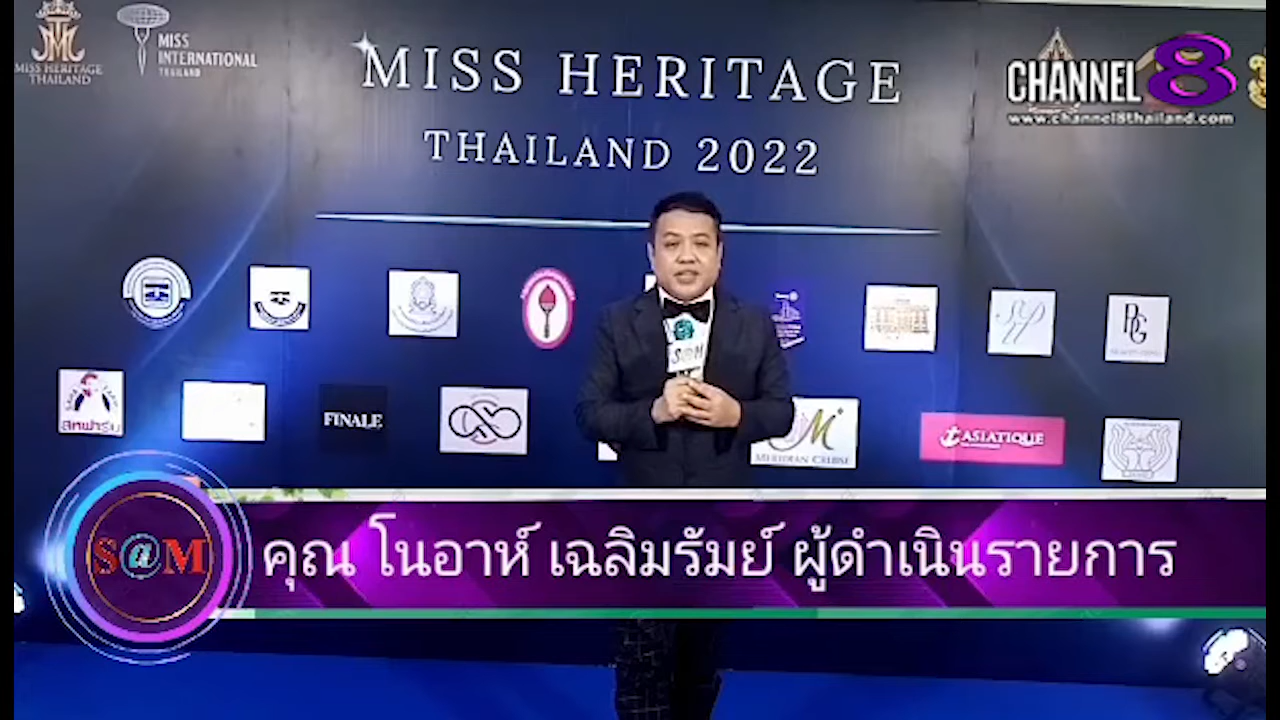 MISS HERITAGE
THAILAND
MISS
INTERNATIONAL
THAILAND
MISS HERITAGE
THAILAND 2022
CHANNEL 8
www.channel8thailand.com
S@M
FINALE
MERIDIAN CRUISE
ASIATIQUE
S@M
คุณ โนอาห์ เฉลิมรัมย์ ผู้ดำเนินรายการ